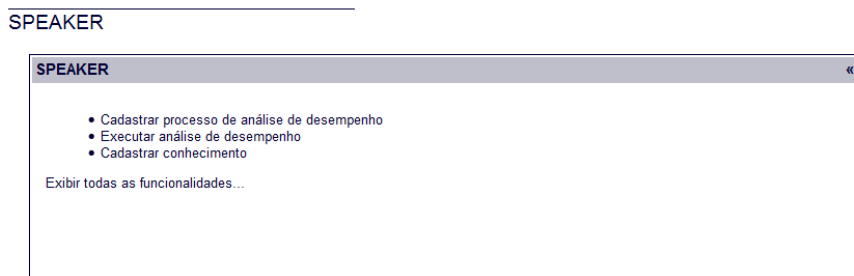 SPEAKER
SPEAKER «
• Cadastrar processo de análise de desempenho
• Executar análise de desempenho
• Cadastrar conhecimento
Exibir todas as funcionalidades...